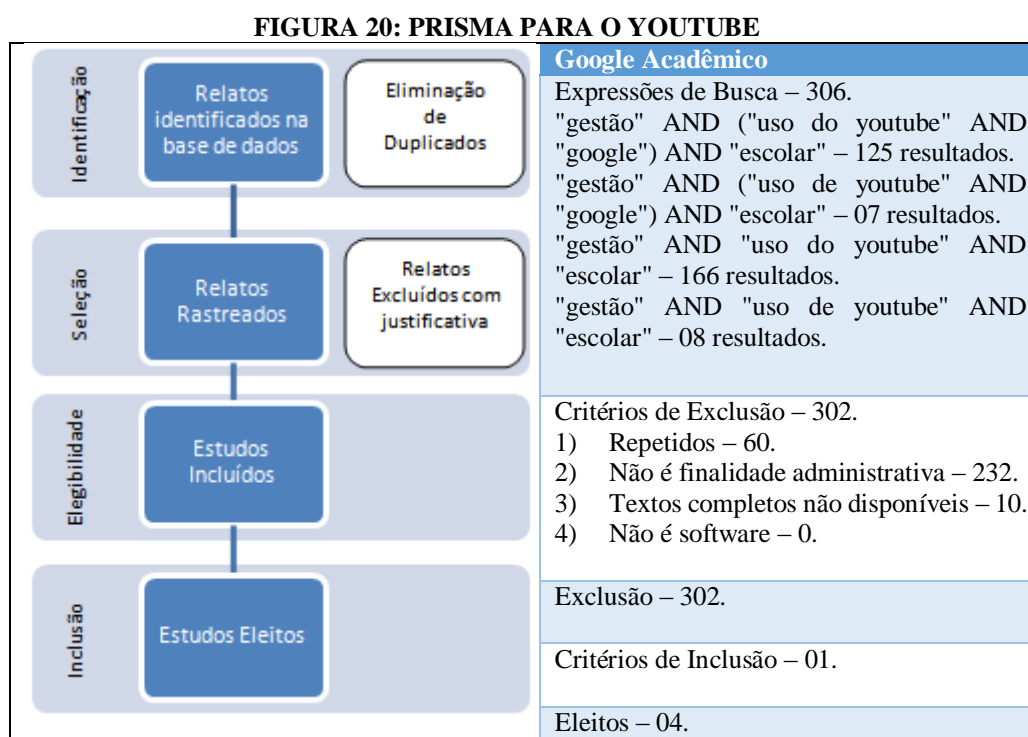 FIGURA 20: PRISMA PARA O YOUTUBE
Identificação
Relatos
identificados na
base de dados
Eliminação
de
Duplicados
Seleção
Relatos
Rastreados
Relatos
Excluídos com
justificativa
Elegibilidade
Estudos
Incluídos
Inclusão
Estudos Eleitos
Google Acadêmico
Expressões de Busca – 306.
"gestão" AND ("uso do youtube" AND
"google") AND "escolar" – 125 resultados.
"gestão" AND ("uso de youtube" AND
"google") AND "escolar" – 07 resultados.
"gestão" AND "uso do youtube" AND
"escolar" – 166 resultados.
"gestão" AND "uso de youtube" AND
"escolar" – 08 resultados.
Critérios de Exclusão – 302.
1) Repetidos – 60.
2) Não é finalidade administrativa – 232.
3) Textos completos não disponíveis – 10.
4) Não é software – 0.
Exclusão – 302.
Critérios de Inclusão – 01.
Eleitos – 04.